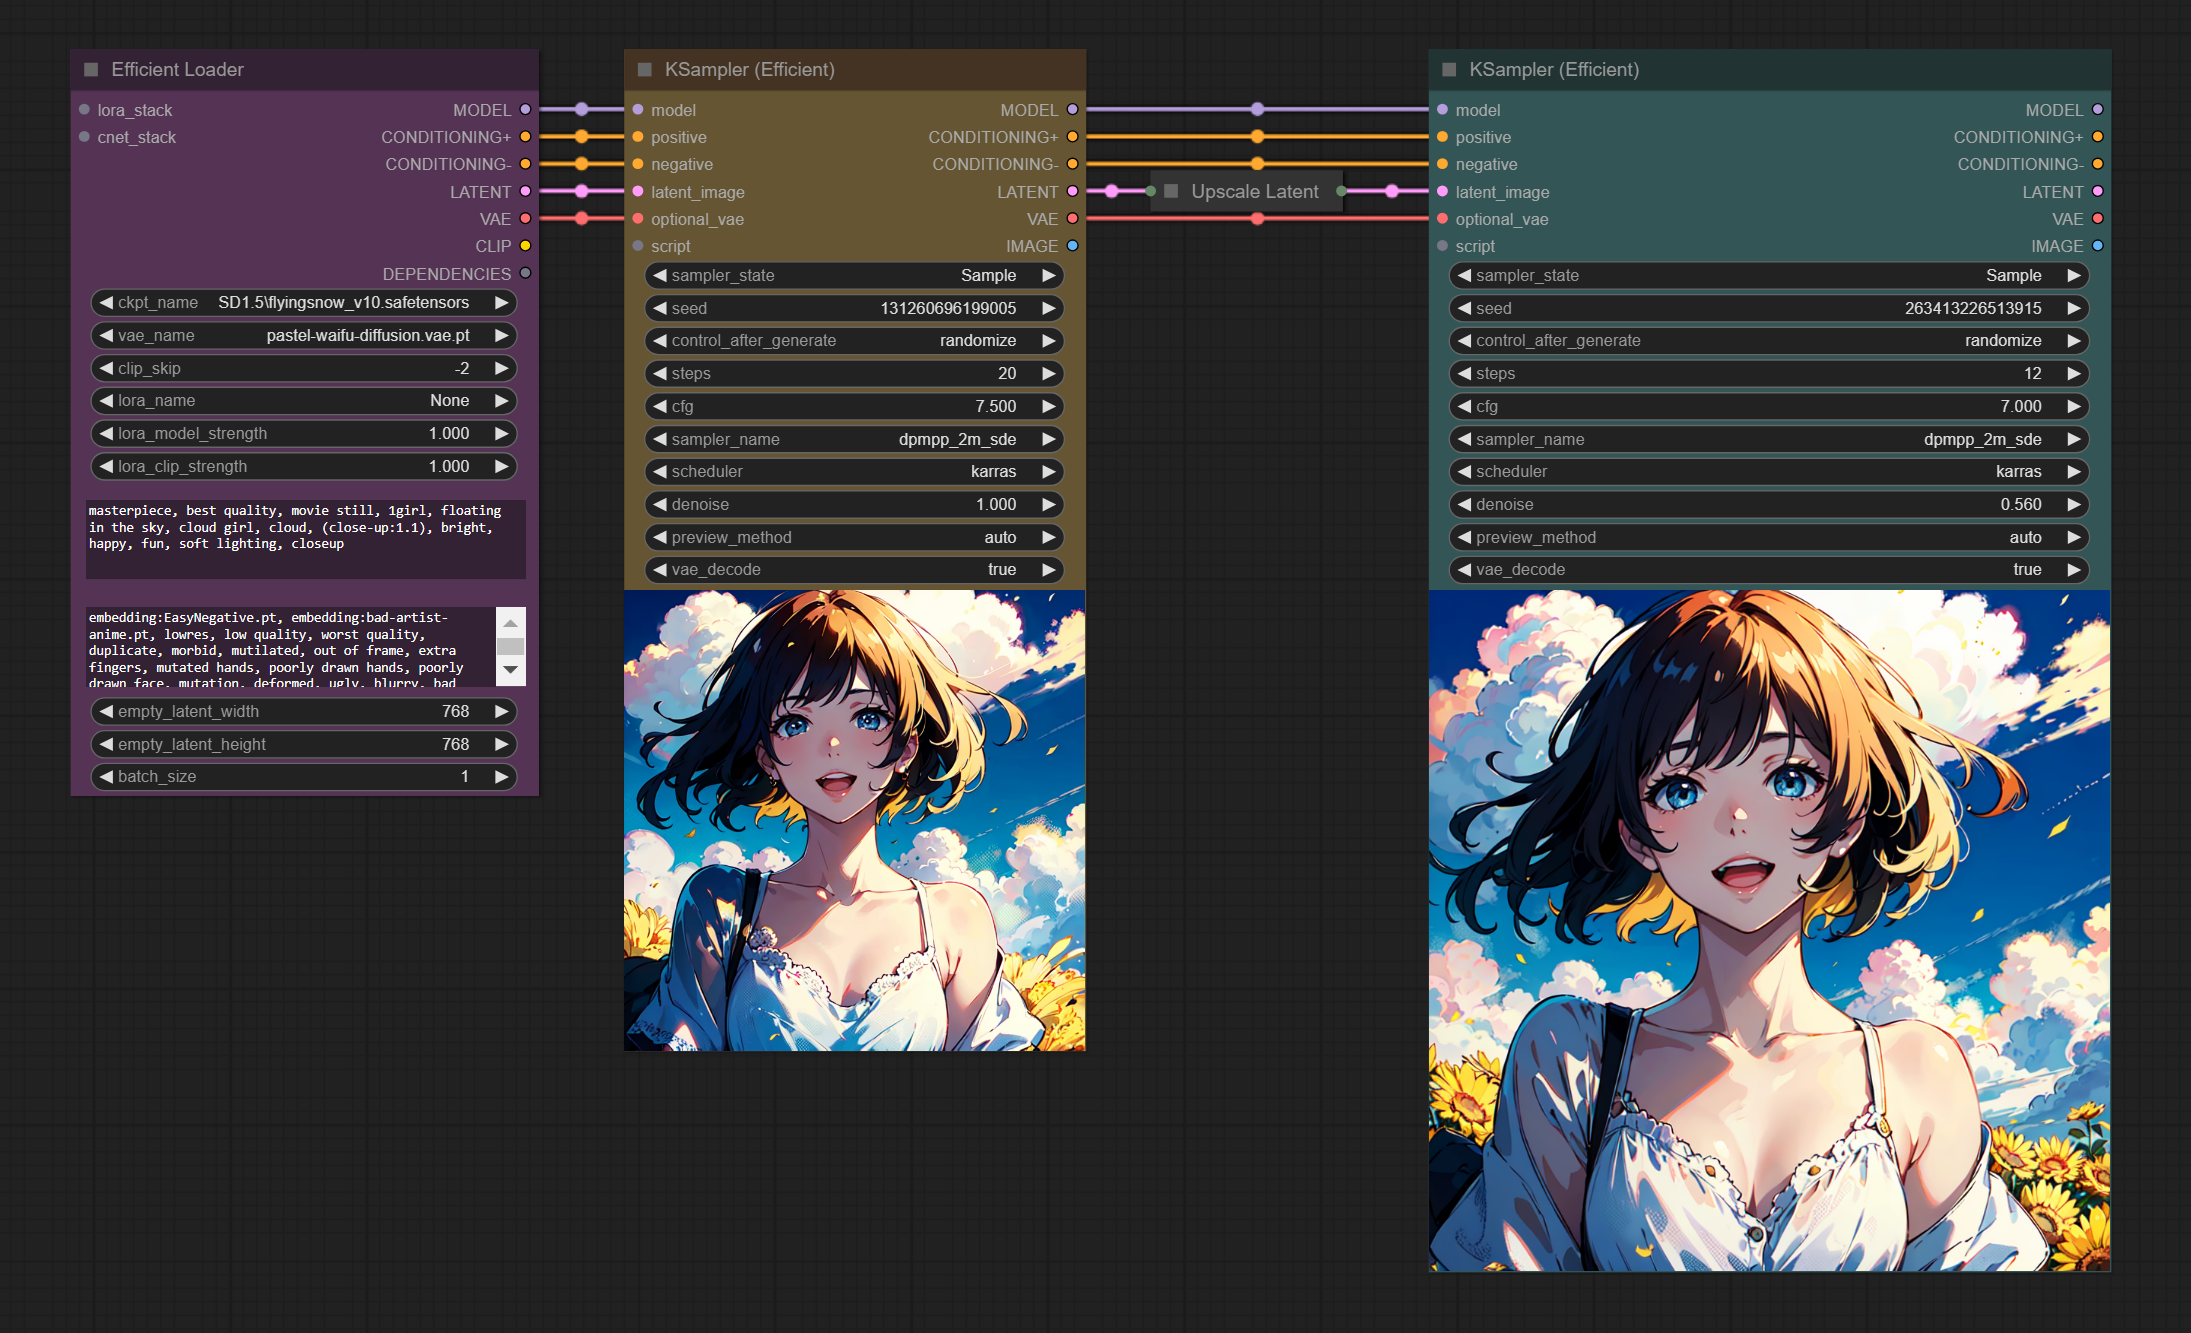 Efficient Loader
lora_stack MODEL
cnet_stack CONDITIONING+
CONDITIONING-
LATENT
VAE
CLIP
DEPENDENCIES
ckpt_name SD1.5\flyingsnow_v10.safetensors
vae_name pastel-waifu-diffusion.vae.pt
clip_skip -2
lora_name None
lora_model_strength 1.000
lora_clip_strength 1.000
masterpiece, best quality, movie still, 1girl, floating
in the sky, cloud girl, cloud, (close-up:1.1), bright,
happy, fun, soft lighting, closeup
embedding:EasyNegative.pt, embedding:bad-artist-
anime.pt, lowres, low quality, worst quality,
duplicate, morbid, mutilated, out of frame, extra
fingers, mutated hands, poorly drawn hands, poorly
drawn face, mutation, deformed, ugly, blurry, bad
empty_latent_width 768
empty_latent_height 768
batch_size 1
KSampler (Efficient)
model MODEL
positive CONDITIONING+
negative CONDITIONING-
latent_image LATENT
optional_vae VAE
script IMAGE
sampler_state Sample
seed 131260696199005
control_after_generate randomize
steps 20
cfg 7.500
sampler_name dpmpp_2m_sde
scheduler karras
denoise 1.000
preview_method auto
vae_decode true
Upscale Latent
KSampler (Efficient)
model MODEL
positive CONDITIONING+
negative CONDITIONING-
latent_image LATENT
optional_vae VAE
script IMAGE
sampler_state Sample
seed 263413226513915
control_after_generate randomize
steps 12
cfg 7.000
sampler_name dpmpp_2m_sde
scheduler karras
denoise 0.560
preview_method auto
vae_decode true